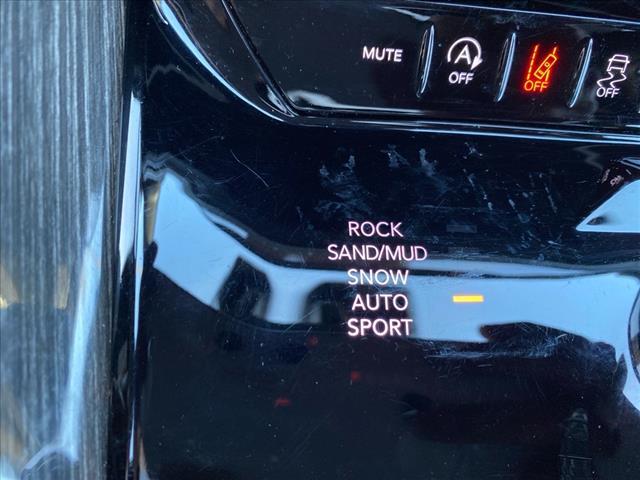 MUTE
A
OFF
OFF
OFF
ROCK
SAND/MUD
SNOW
AUTO
SPORT